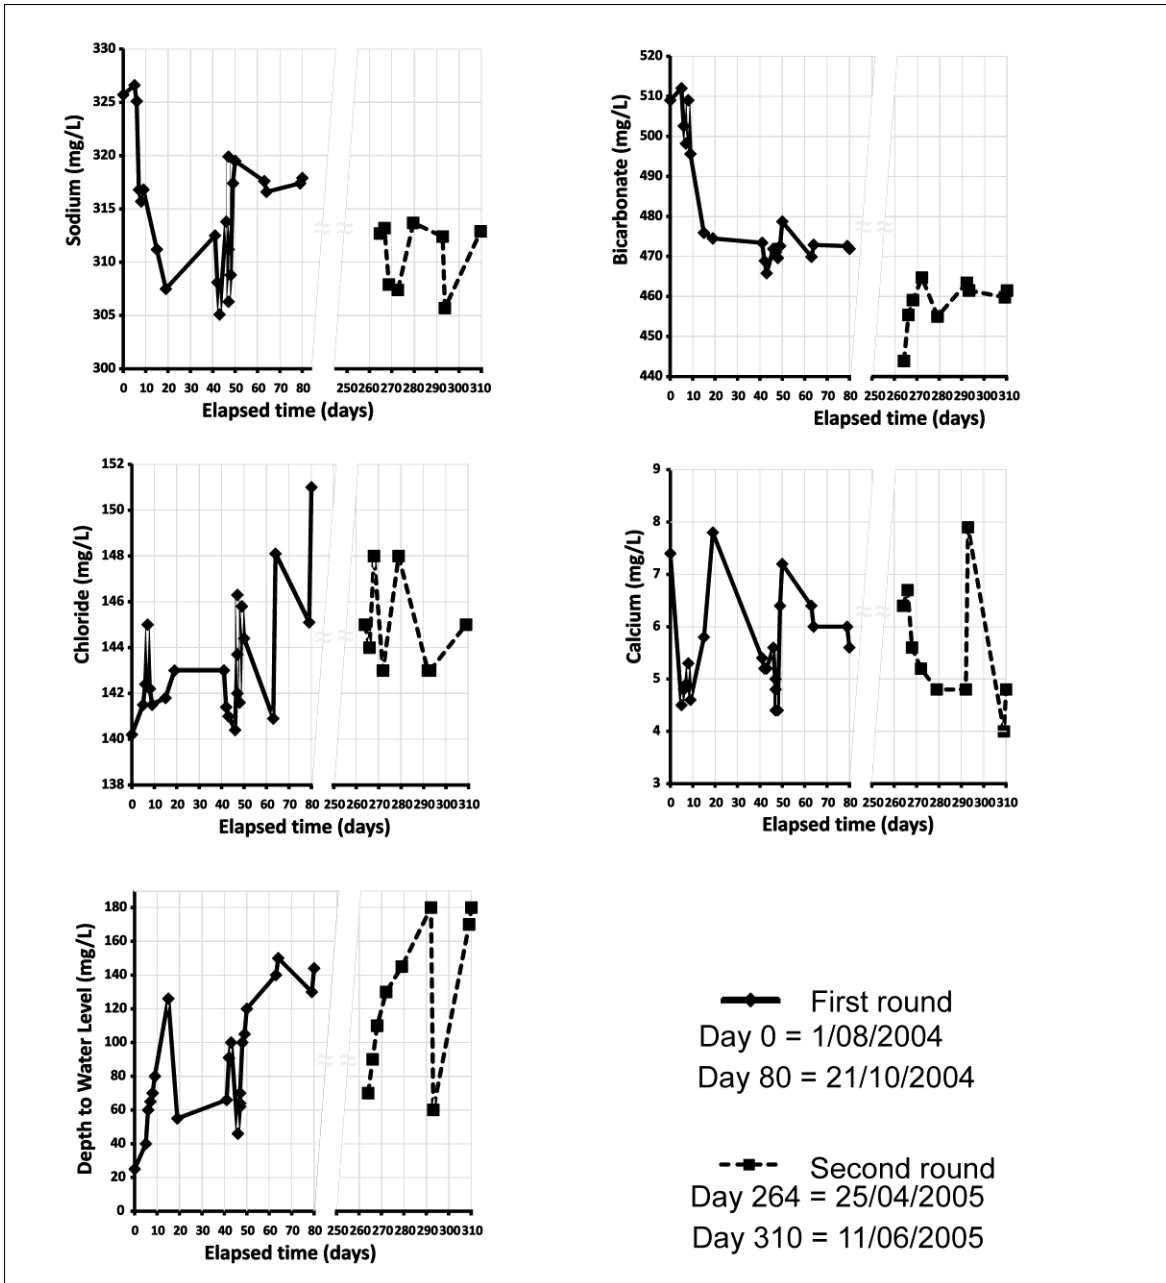 330
325
320
315
310
305
300
Sodium (mg/L)
0 10 20 30 40 50 60 70 80 250 260 270 280 290 300 310
Elapsed time (days)
520
510
500
490
480
470
460
450
440
Bicarbonate (mg/L)
0 10 20 30 40 50 60 70 80 250 260 270 280 290 300 310
Elapsed time (days)
152
150
148
146
144
142
140
138
Chloride (mg/L)
0 10 20 30 40 50 60 70 80 250 260 270 280 290 300 310
Elapsed time (days)
9
8
7
6
5
4
3
Calcium (mg/L)
0 10 20 30 40 50 60 70 80 250 260 270 280 290 300 310
Elapsed time (days)
180
160
140
120
100
80
60
40
20
0
Depth to Water Level (mg/L)
0 10 20 30 40 50 60 70 80 250 260 270 280 290 300 310
Elapsed time (days)
First round
Day 0 = 1/08/2004
Day 80 = 21/10/2004
Second round
Day 264 = 25/04/2005
Day 310 = 11/06/2005